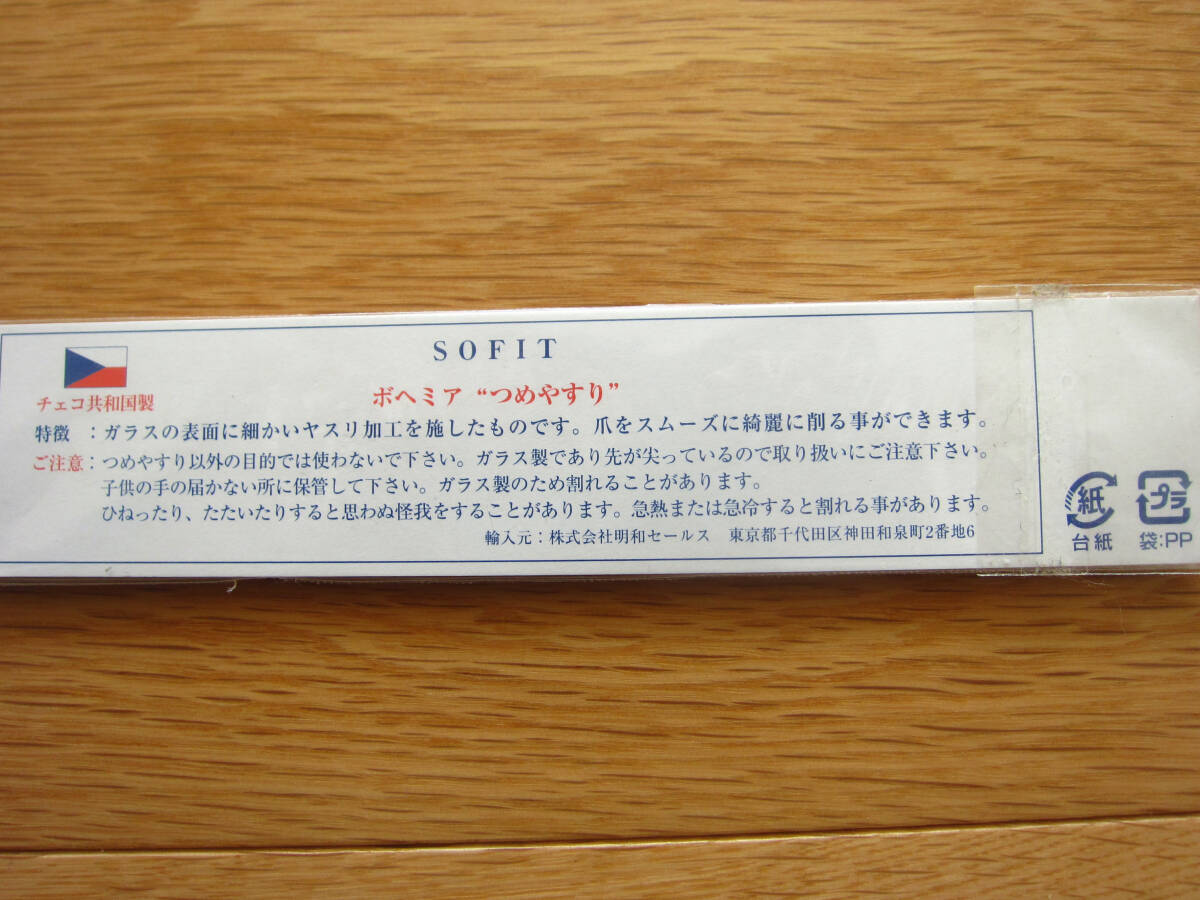 SOFIT
チェコ共和国製
ボヘミア “つめやすり”
特徴 ：ガラスの表面に細かいヤスリ加工を施したものです。爪をスムーズに綺麗に削る事ができます。
ご注意：つめやすり以外の目的では使わないで下さい。ガラス製であり先が尖っているので取り扱いにご注意下さい。
子供の手の届かない所に保管して下さい。ガラス製のため割れることがあります。
ひねったり、たたいたりすると思わぬ怪我をすることがあります。急熱または急冷すると割れる事があります。
輸入元：株式会社明和セールス 東京都千代田区神田和泉町2番地6
紙 プラ
台紙 袋:PP